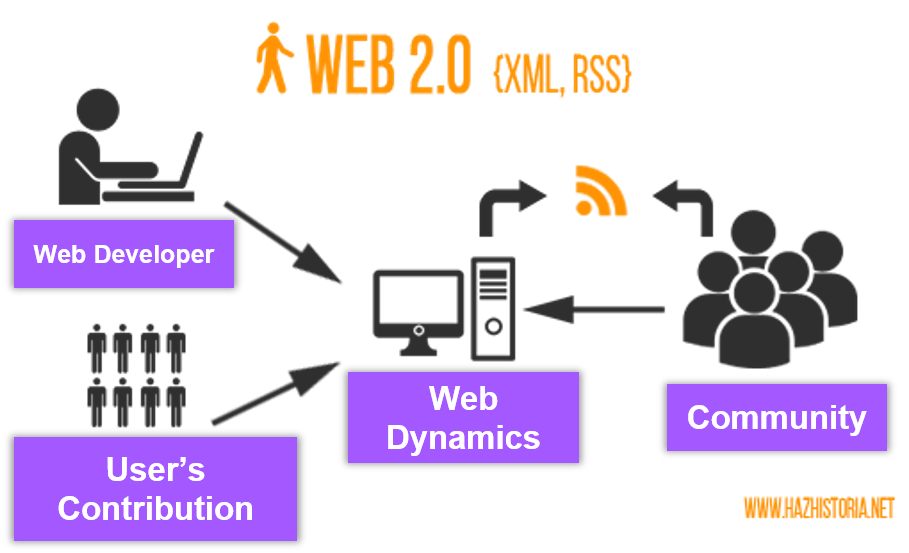 WEB 2.0 {XML, RSS}
Web Developer
User’s
Contribution
Web
Dynamics
Community
WWW.HAZHISTORIA.NET